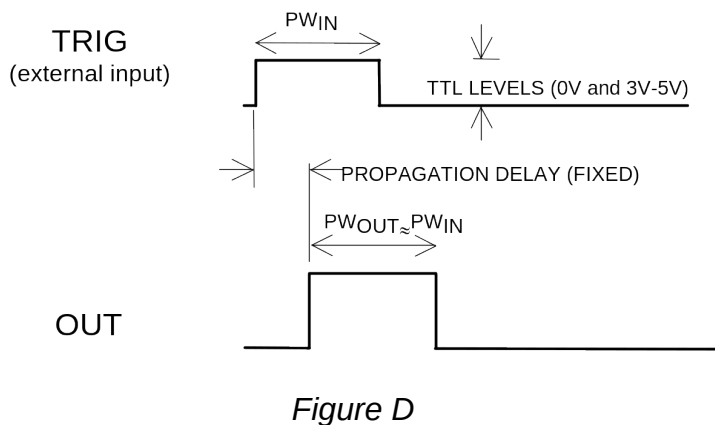 PWIN
TRIG
(external input)
TTL LEVELS (0V and 3V-5V)
PROPAGATION DELAY (FIXED)
PWOUT≈PWIN
OUT
Figure D